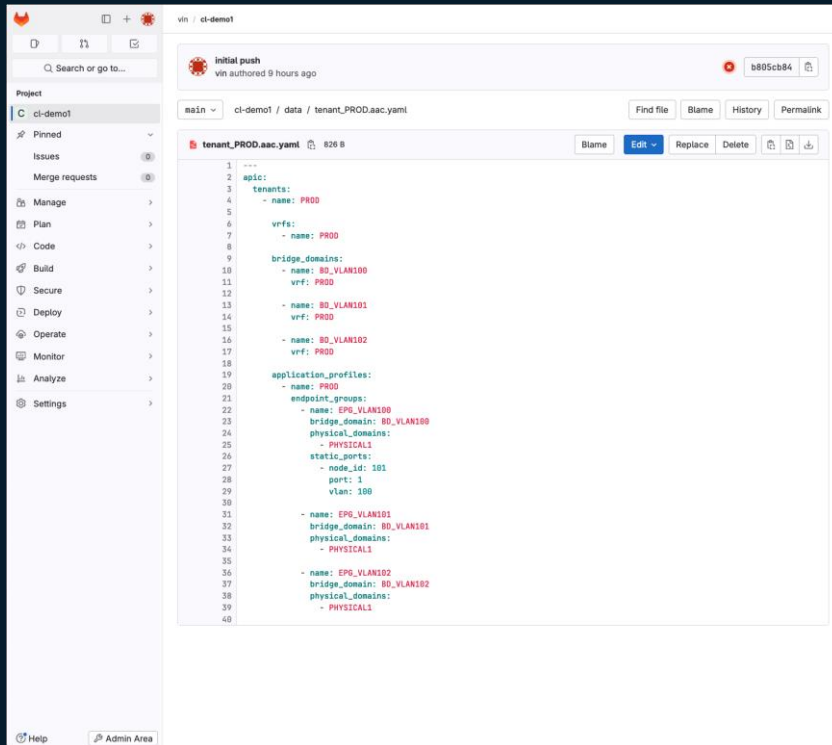 vin / cl-demo1
Search or go to...
Project
C cl-demo1
Pinned
Issues 0
Merge requests 0
Manage
Plan
Code
Build
Secure
Deploy
Operate
Monitor
Analyze
Settings
Help
Admin Area
initial push
vin authored 9 hours ago
b805cb84
main cl-demo1 / data / tenant_PROD.aac.yaml
Find file Blame History Permalink
tenant_PROD.aac.yaml 826 B
Blame Edit Replace Delete
1 ---
2 apic:
3   tenants:
4     - name: PROD
5
6       vrfs:
7         - name: PROD
8
9       bridge_domains:
10         - name: BD_VLAN100
11           vrf: PROD
12
13         - name: BD_VLAN101
14           vrf: PROD
15
16         - name: BD_VLAN102
17           vrf: PROD
18
19       application_profiles:
20         - name: PROD
21           endpoint_groups:
22             - name: EPG_VLAN100
23               bridge_domain: BD_VLAN100
24               physical_domains:
25                 - PHYSICAL1
26               static_ports:
27                 - node_id: 101
28                   port: 1
29                   vlan: 100
30
31             - name: EPG_VLAN101
32               bridge_domain: BD_VLAN101
33               physical_domains:
34                 - PHYSICAL1
35
36             - name: EPG_VLAN102
37               bridge_domain: BD_VLAN102
38               physical_domains:
39                 - PHYSICAL1
40